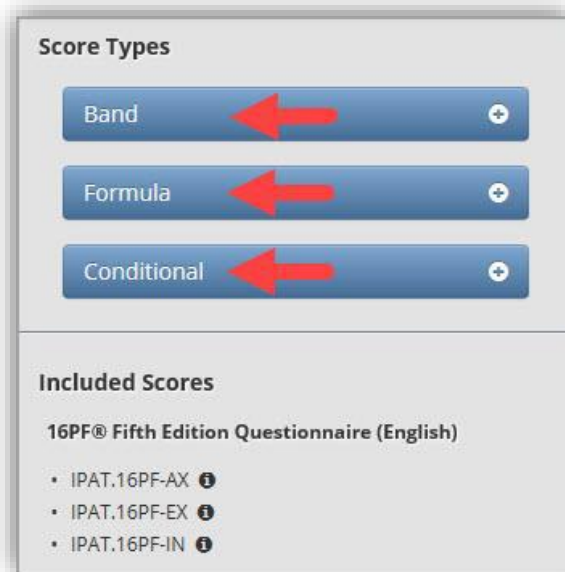 Score Types
Band
Formula
Conditional
Included Scores
16PF® Fifth Edition Questionnaire (English)
• IPAT.16PF-AX
• IPAT.16PF-EX
• IPAT.16PF-IN